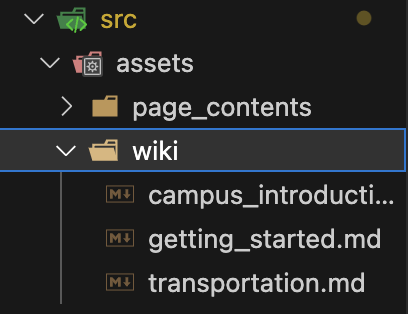 src
assets
page_contents
wiki
campus_introducti...
getting_started.md
transportation.md